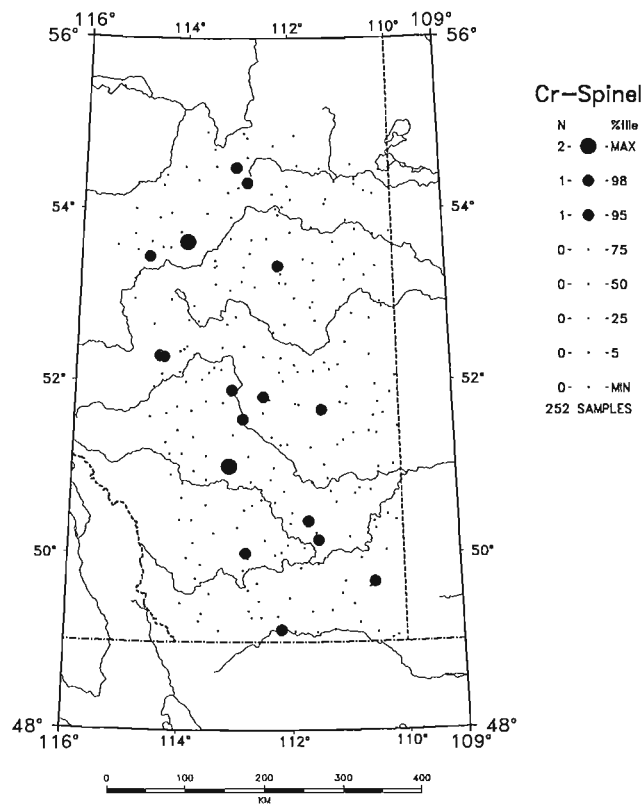 116° 114° 112° 110° 109°
56° 56°
Cr-Spinel
N %ile
2- -MAX
1- -98
1- -95
0- -75
0- -50
0- -25
0- -5
0- -MIN
252 SAMPLES
54° 54°
52° 52°
50° 50°
48° 48°
116° 114° 112° 110° 109°
0 100 200 300 400
KM